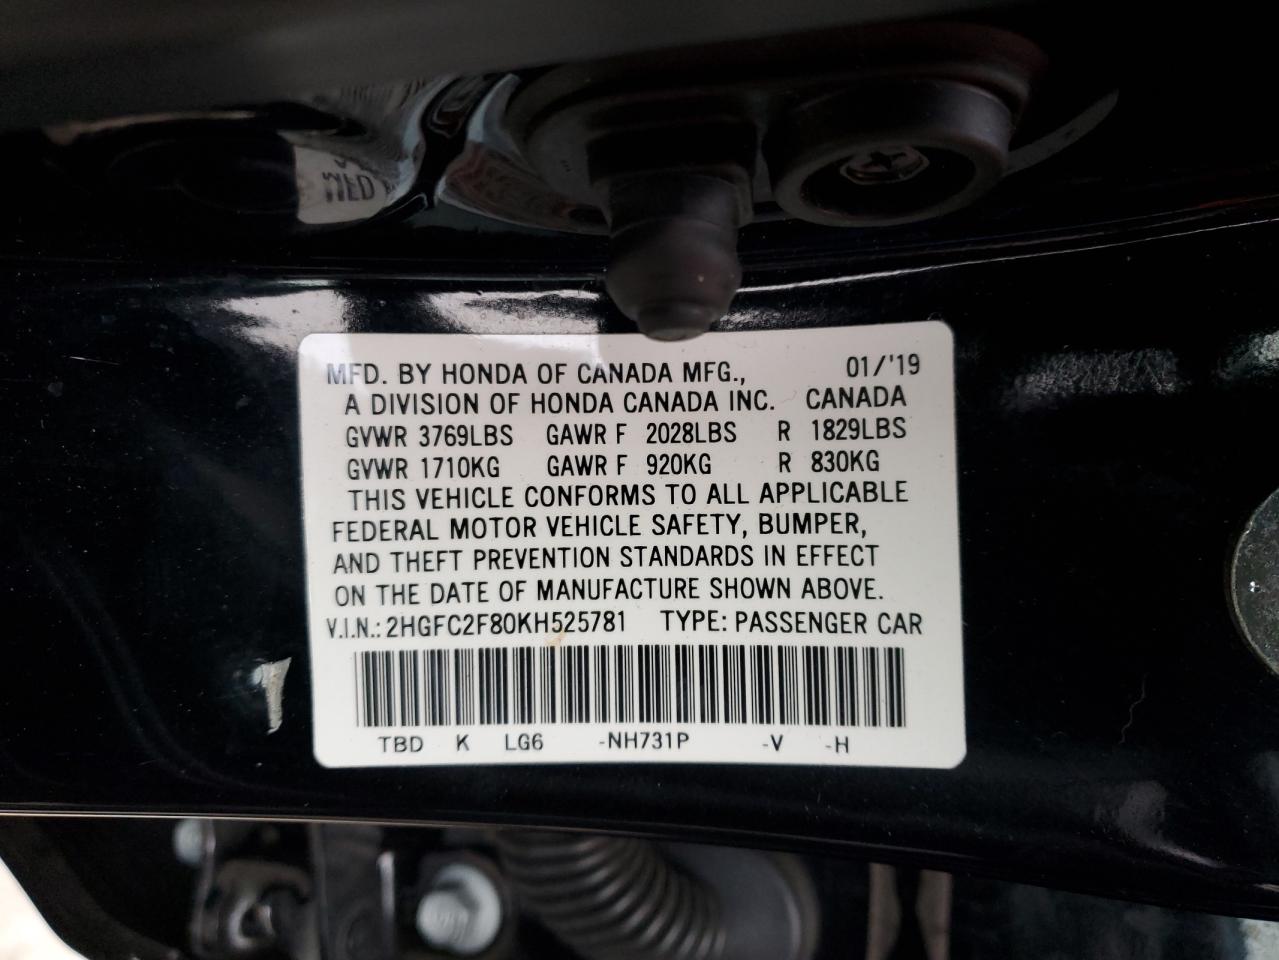 MFD. BY HONDA OF CANADA MFG., 01/'19
A DIVISION OF HONDA CANADA INC. CANADA
GVWR 3769LBS GAWR F 2028LBS R 1829LBS
GVWR 1710KG GAWR F 920KG R 830KG
THIS VEHICLE CONFORMS TO ALL APPLICABLE
FEDERAL MOTOR VEHICLE SAFETY, BUMPER,
AND THEFT PREVENTION STANDARDS IN EFFECT
ON THE DATE OF MANUFACTURE SHOWN ABOVE.
V.I.N.: 2HGFC2F80KH525781 TYPE: PASSENGER CAR
TBD K LG6 -NH731P -V -H